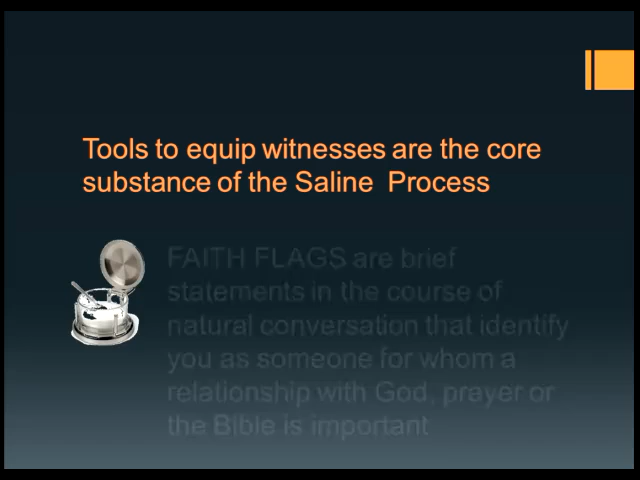 Tools to equip witnesses are the core
substance of the Saline  Process
FAITH FLAGS are brief
statements in the course of
natural conversation that identify
you as someone for whom a
relationship with God, prayer or
the Bible is important